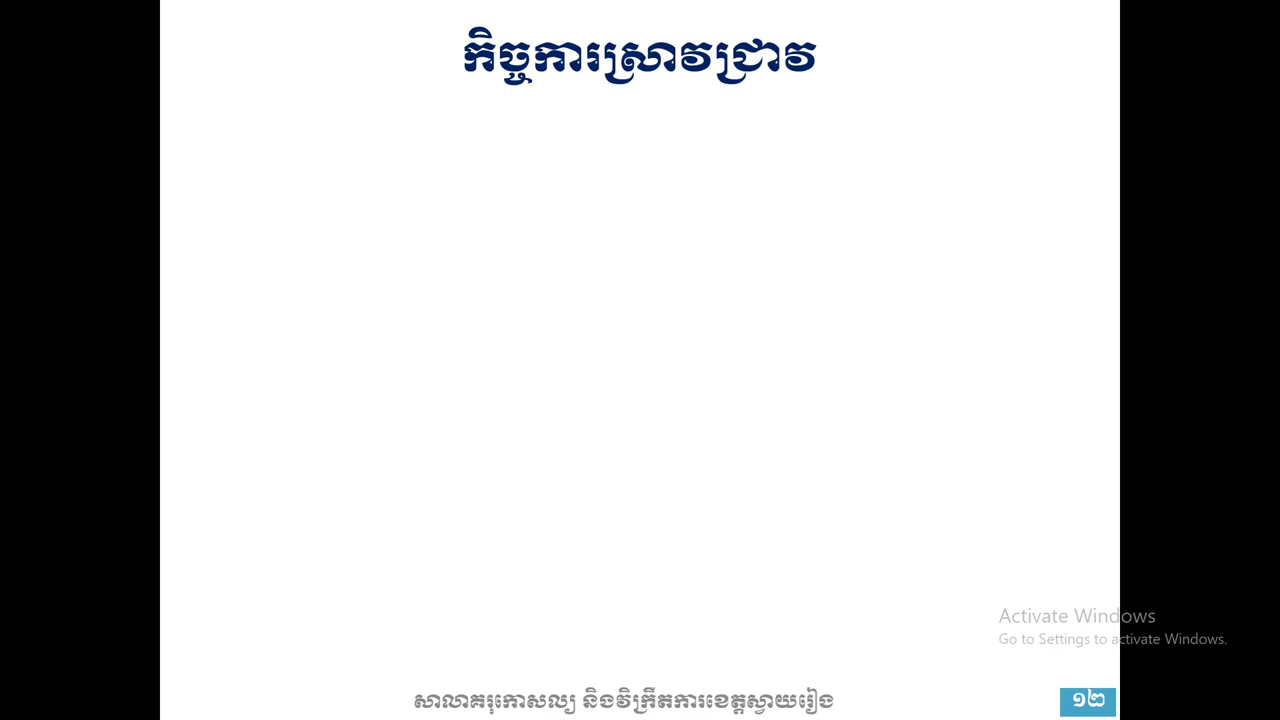 កិច្ចការស្រាវជ្រាវ
Activate Windows
Go to Settings to activate Windows.
សាលាគរុកោសល្យ និងវិក្រឹតការខេត្តស្វាយរៀង
១២